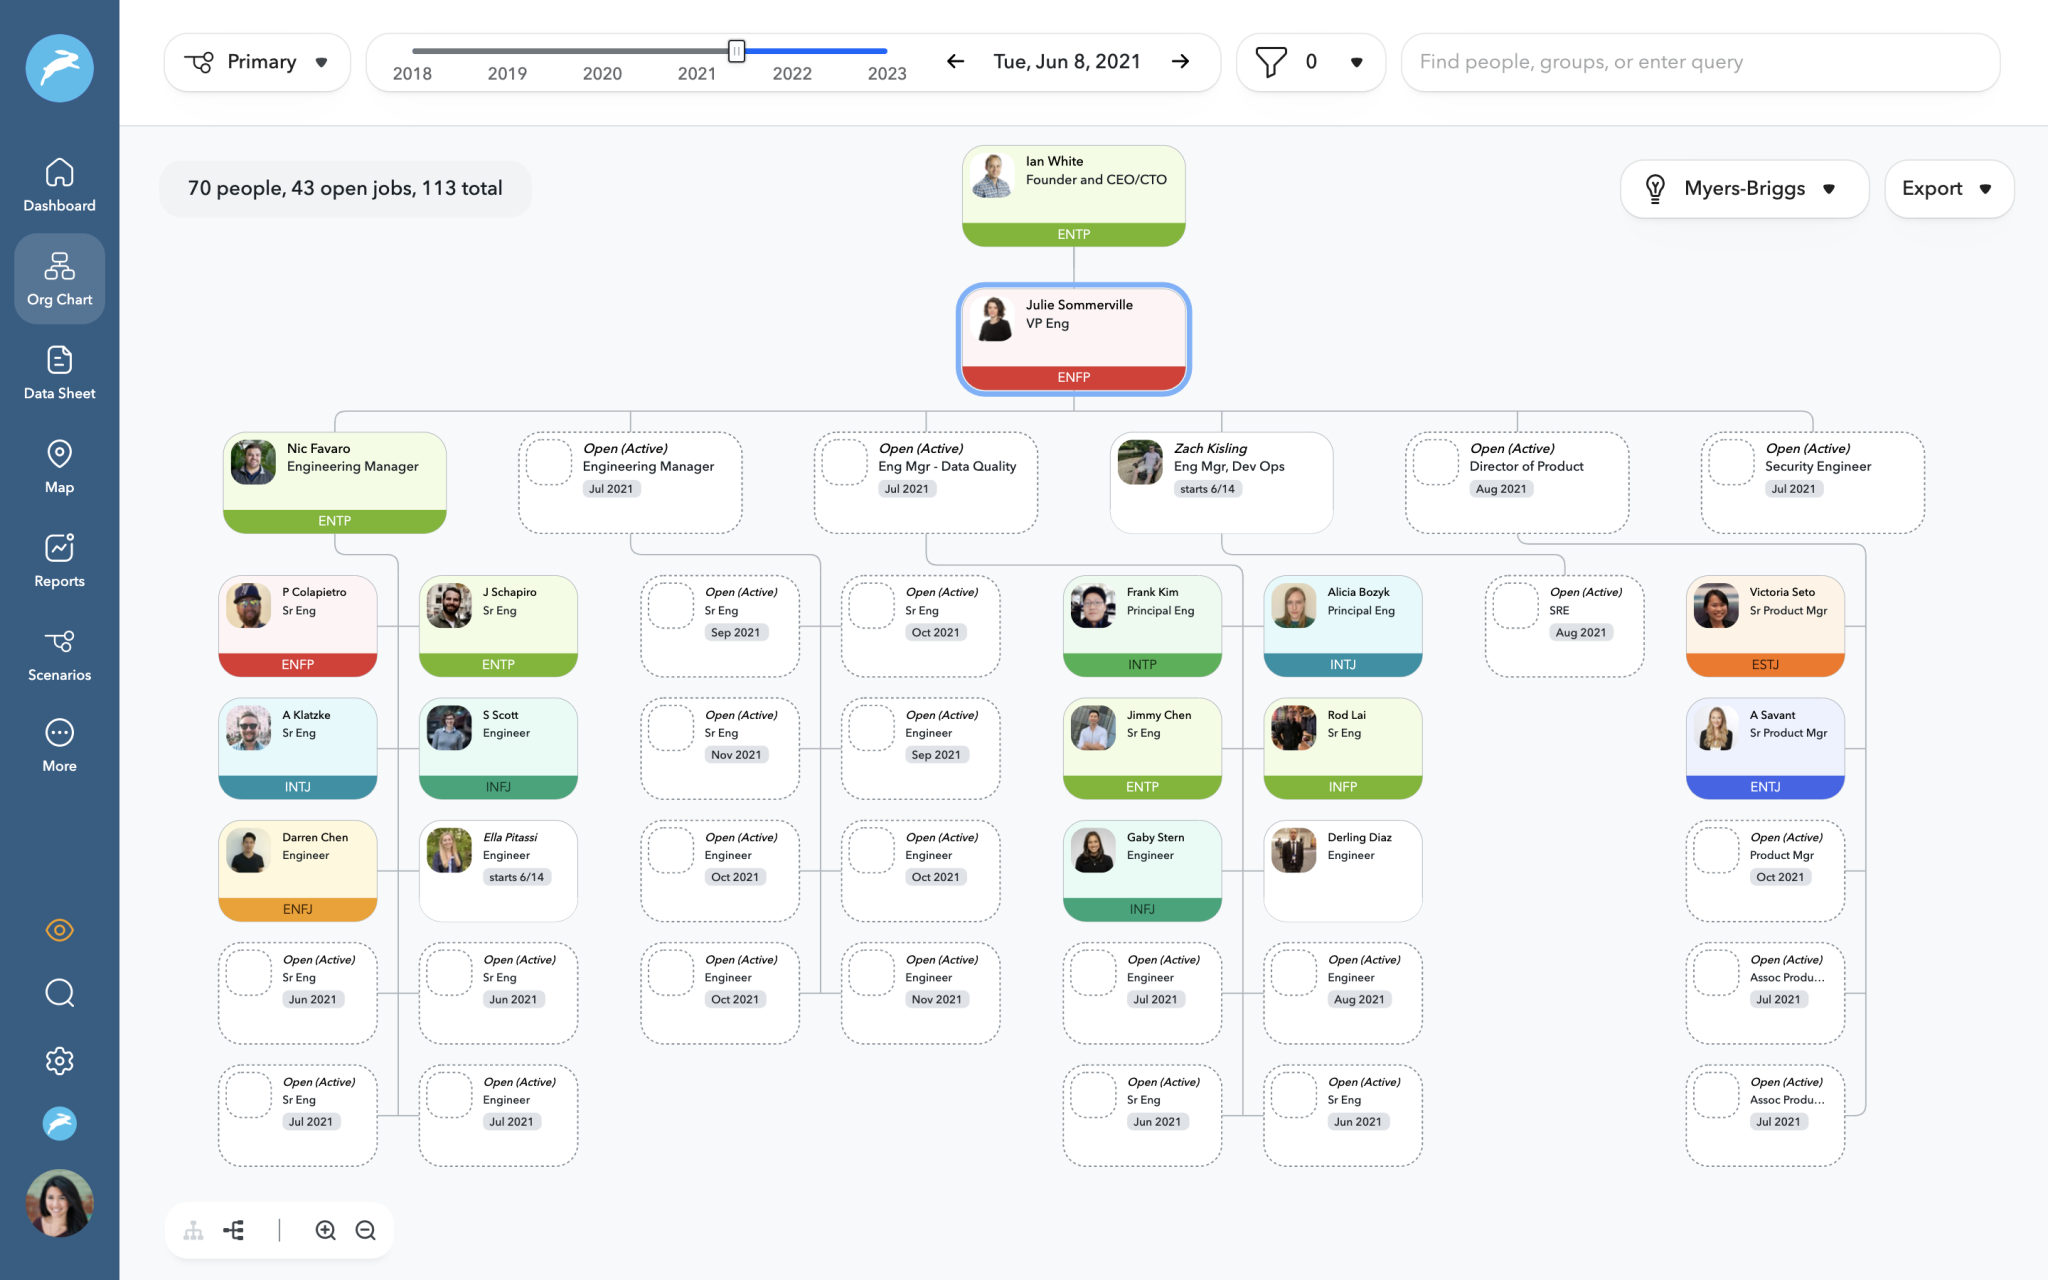 Primary
2018 2019 2020 2021 2022 2023
Tue, Jun 8, 2021
0
Find people, groups, or enter query
Dashboard
Org Chart
Data Sheet
Map
Reports
Scenarios
More
70 people, 43 open jobs, 113 total
Myers-Briggs
Export
Ian White
Founder and CEO/CTO
ENTP
Julie Sommerville
VP Eng
ENFP
Nic Favaro
Engineering Manager
ENTP
Open (Active)
Engineering Manager
Jul 2021
Open (Active)
Eng Mgr - Data Quality
Jul 2021
Zach Kisling
Eng Mgr, Dev Ops
starts 6/14
Open (Active)
Director of Product
Aug 2021
Open (Active)
Security Engineer
Jul 2021
P Colapietro
Sr Eng
ENFP
J Schapiro
Sr Eng
ENTP
A Klatzke
Sr Eng
INTJ
S Scott
Engineer
INFJ
Darren Chen
Engineer
ENFJ
Ella Pitassi
Engineer
starts 6/14
Open (Active)
Sr Eng
Jun 2021
Open (Active)
Sr Eng
Jun 2021
Open (Active)
Sr Eng
Jul 2021
Open (Active)
Engineer
Jul 2021
Open (Active)
Sr Eng
Sep 2021
Open (Active)
Sr Eng
Oct 2021
Open (Active)
Sr Eng
Nov 2021
Open (Active)
Engineer
Sep 2021
Open (Active)
Engineer
Oct 2021
Open (Active)
Engineer
Oct 2021
Open (Active)
Engineer
Oct 2021
Open (Active)
Engineer
Nov 2021
Frank Kim
Principal Eng
INTP
Alicia Bozyk
Principal Eng
INTJ
Jimmy Chen
Sr Eng
ENTP
Rod Lai
Sr Eng
INFP
Gaby Stern
Engineer
INFJ
Derling Diaz
Engineer
Open (Active)
Engineer
Jul 2021
Open (Active)
Engineer
Aug 2021
Open (Active)
Sr Eng
Jun 2021
Open (Active)
Sr Eng
Jun 2021
Open (Active)
SRE
Aug 2021
Victoria Seto
Sr Product Mgr
ESTJ
A Savant
Sr Product Mgr
ENTJ
Open (Active)
Product Mgr
Oct 2021
Open (Active)
Assoc Produ...
Jul 2021
Open (Active)
Assoc Produ...
Jul 2021